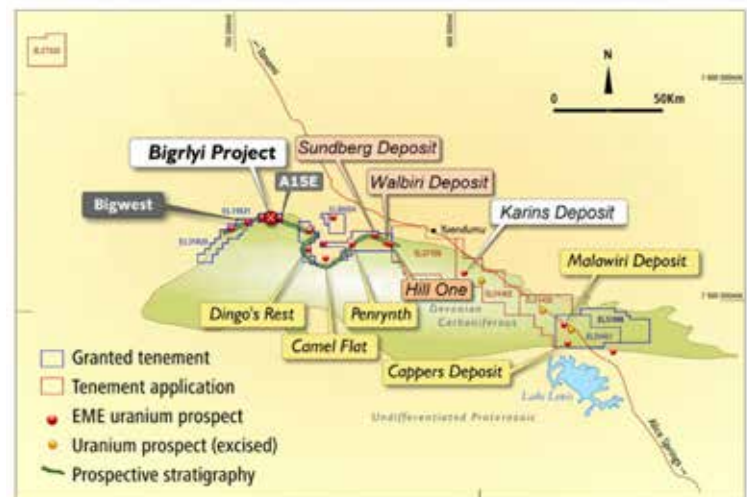 N
0 50Km
Tanami
Sundberg Deposit
Bigrlyi Project
A15E
Walbiri Deposit
Bigwest
Karins Deposit
Yuendumu
Malawiri Deposit
Hill One
Dingo's Rest
Penrynth
Devonian
Carboniferous
Camel Flat
Cappers Deposit
Granted tenement
Tenement application
EME uranium prospect
Uranium prospect (excised)
Prospective stratigraphy
Lake Lewis
Undifferentiated Proterozoic
Alice Springs